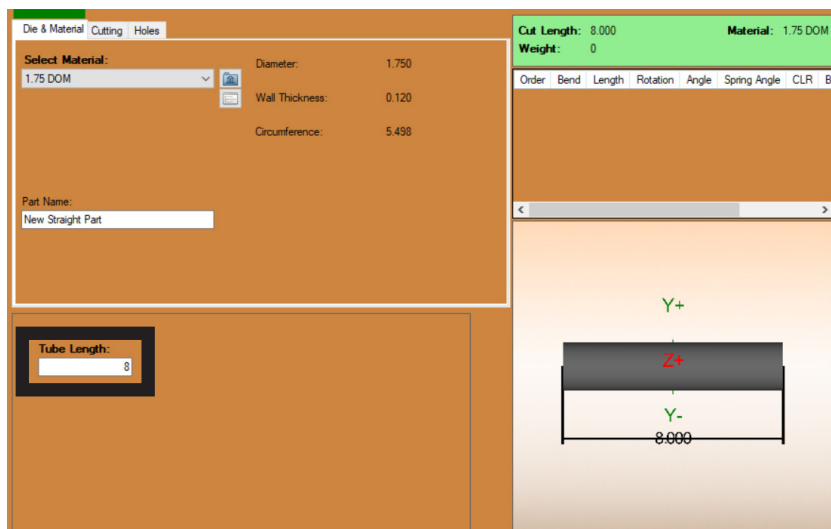 Die & Material Cutting Holes
Select Material:
1.75 DOM
Diameter: 1.750
Wall Thickness: 0.120
Circumference: 5.498
Part Name:
New Straight Part
Tube Length:
8
Cut Length: 8.000 Material: 1.75 DOM
Weight: 0
Order Bend Length Rotation Angle Spring Angle CLR B
Y+
Z+
Y-
8.000